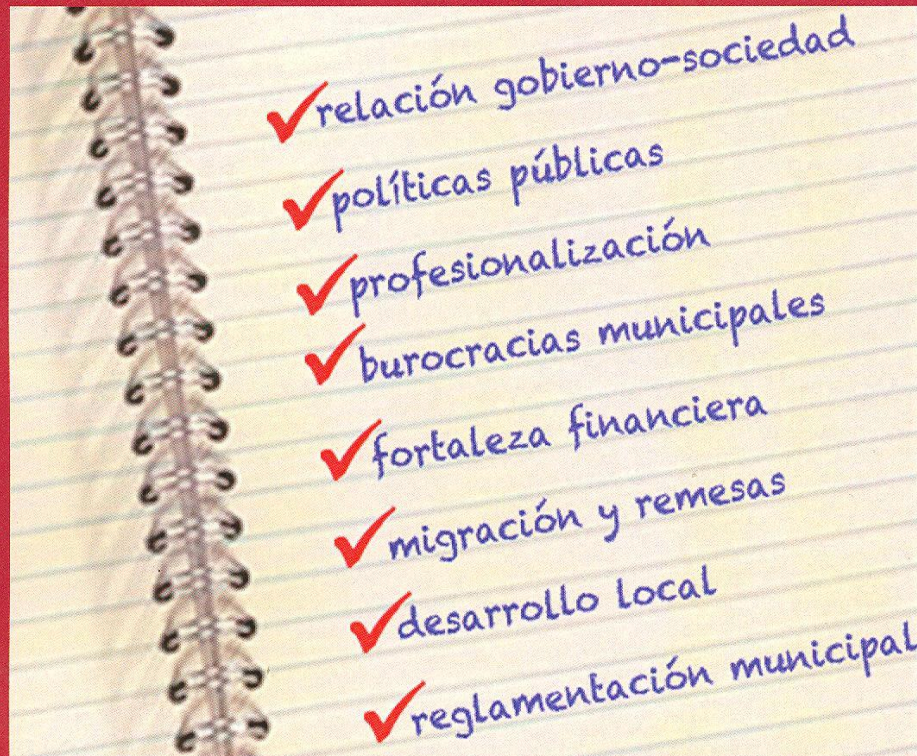 relación gobierno-sociedad
políticas públicas
profesionalización
burocracias municipales
fortaleza financiera
migración y remesas
desarrollo local
reglamentación municipal